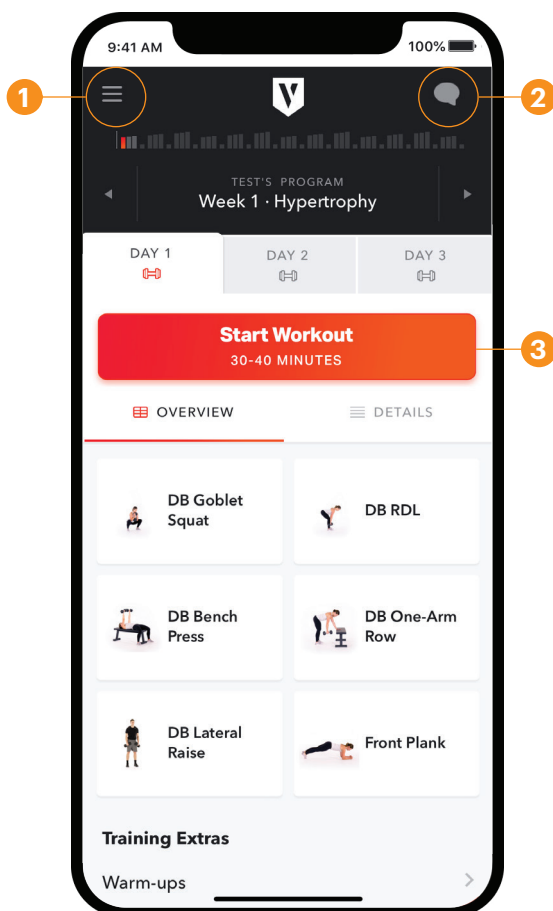 9:41 AM
100%
1
2
V
TEST'S PROGRAM
Week 1 · Hypertrophy
DAY 1
DAY 2
DAY 3
Start Workout
30-40 MINUTES
3
OVERVIEW
DETAILS
DB Goblet
Squat
DB RDL
DB Bench
Press
DB One-Arm
Row
DB Lateral
Raise
Front Plank
Training Extras
Warm-ups